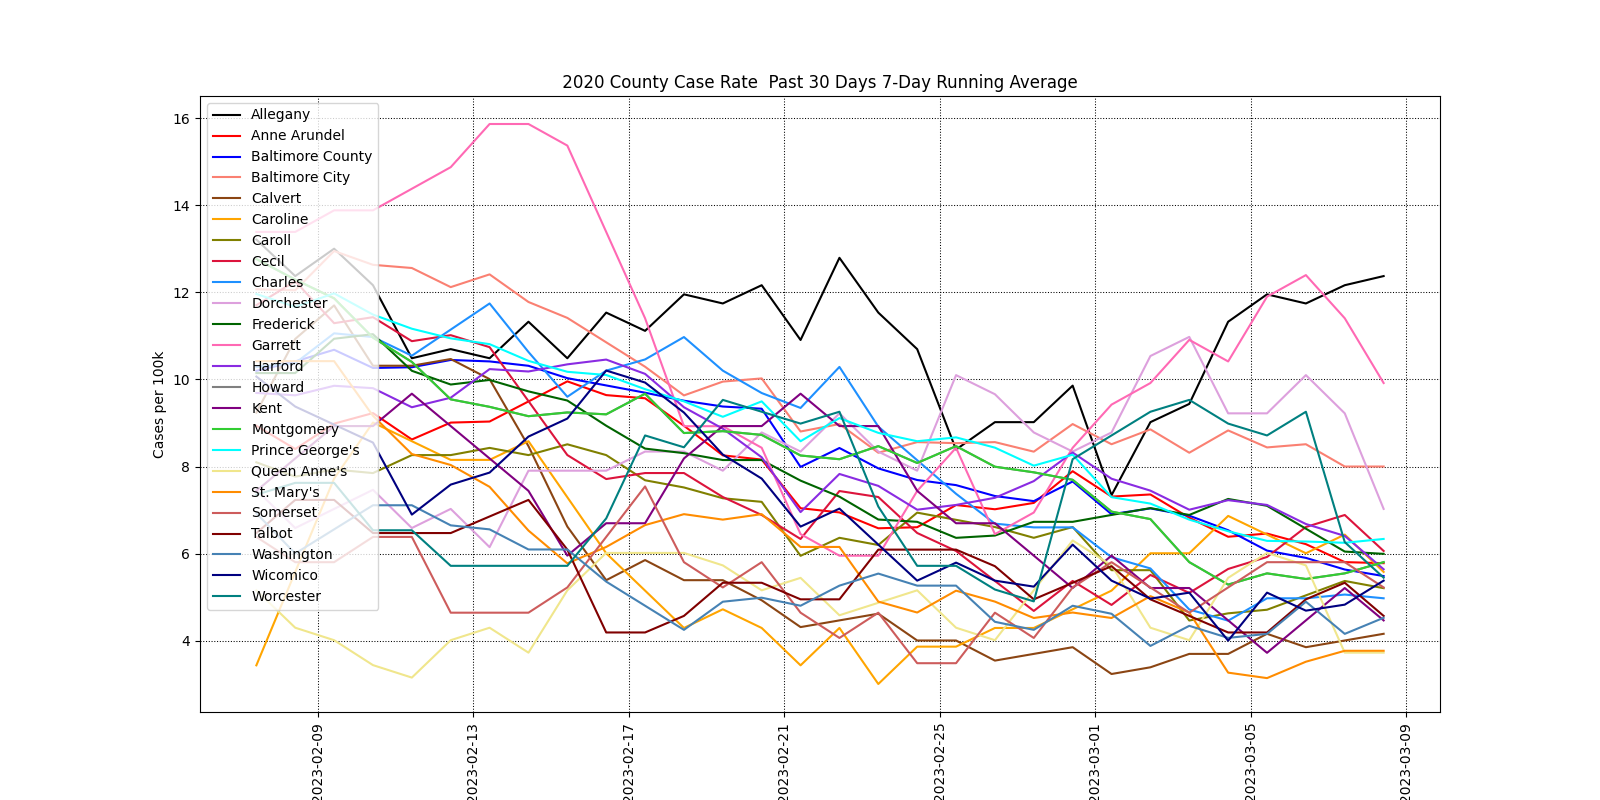 2020 County Case Rate  Past 30 Days 7-Day Running Average
Cases per 100k
16
14
12
10
8
6
4
Allegany
Anne Arundel
Baltimore County
Baltimore City
Calvert
Caroline
Caroll
Cecil
Charles
Dorchester
Frederick
Garrett
Harford
Howard
Kent
Montgomery
Prince George's
Queen Anne's
St. Mary's
Somerset
Talbot
Washington
Wicomico
Worcester
2023-02-09
2023-02-13
2023-02-17
2023-02-21
2023-02-25
2023-03-01
2023-03-05
2023-03-09